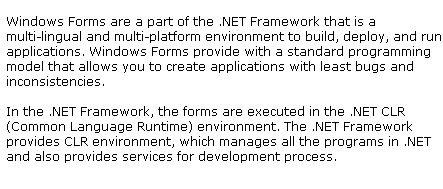 Windows Forms are a part of the .NET Framework that is a
multi-lingual and multi-platform environment to build, deploy, and run
applications. Windows Forms provide with a standard programming
model that allows you to create applications with least bugs and
inconsistencies.
In the .NET Framework, the forms are executed in the .NET CLR
(Common Language Runtime) environment. The .NET Framework
provides CLR environment, which manages all the programs in .NET
and also provides services for development process.